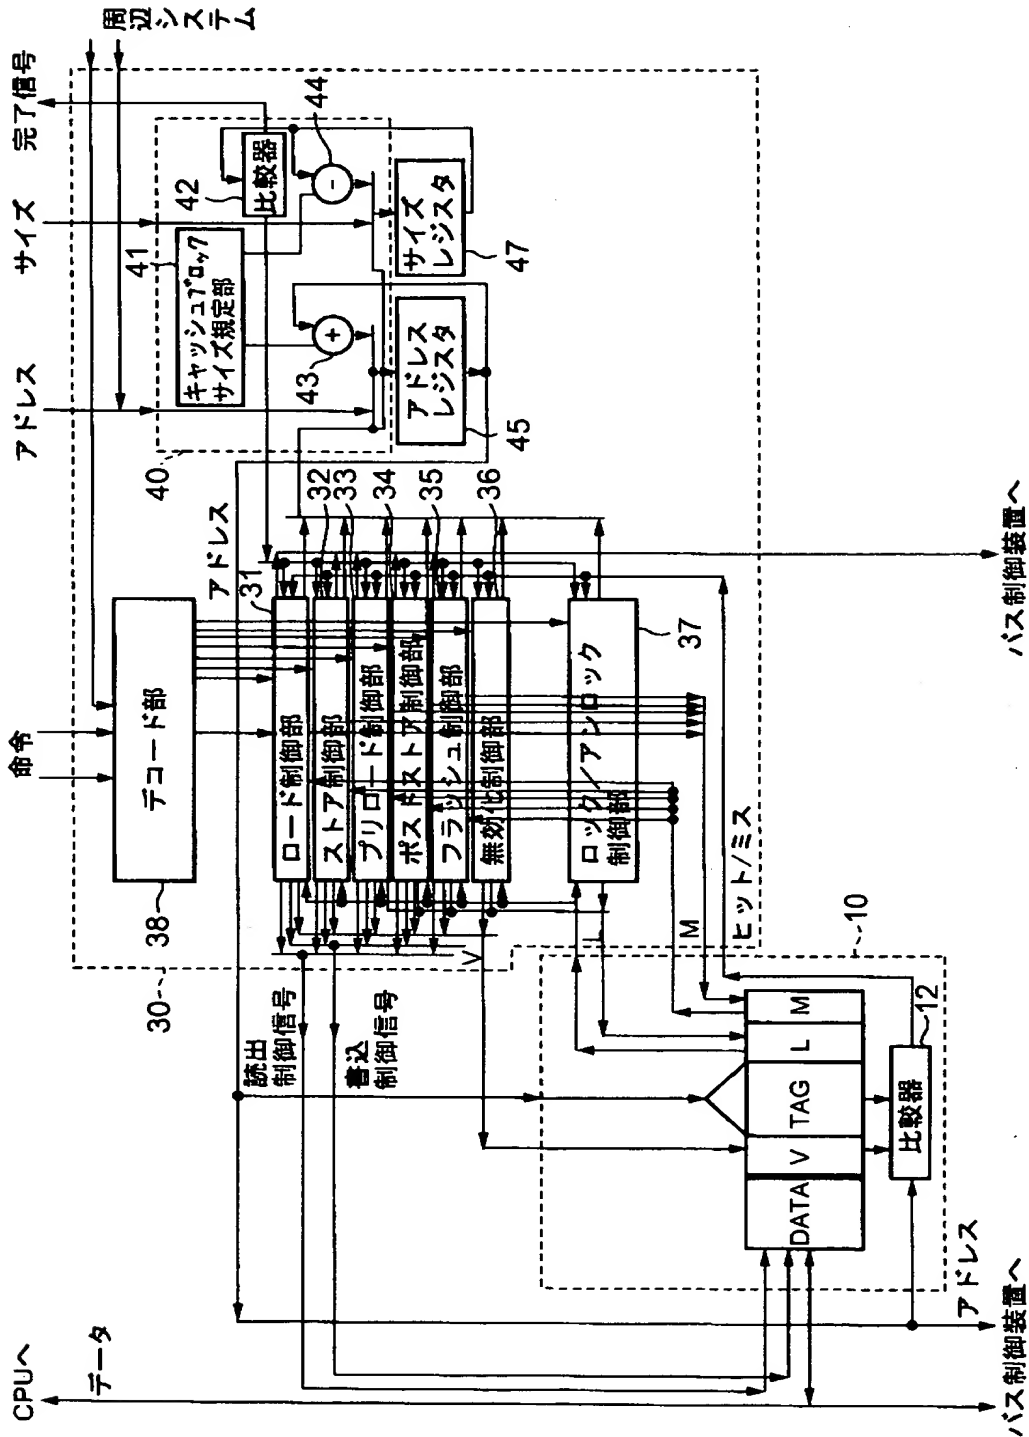 CPUへ
データ
命令
アドレス
サイズ
完了信号
周辺システム
デコード部
38
30
アドレス
31
32
33
34
35
36
37
ロード制御部
ストア制御部
プリロード制御部
ポストストア制御部
フラッシュ制御部
無効化制御部
ロック/アンロック
制御部
40
キャッシュブロック
サイズ規定部
41
42
比較器
43
+
44
-
アドレス
レジスタ
45
サイズ
レジスタ
47
読出
制御信号
書込
制御信号
V
L
M
ヒット/ミス
10
DATA
V
TAG
L
M
比較器
12
アドレス
バス制御装置へ
バス制御装置へ
バス制御装置へ